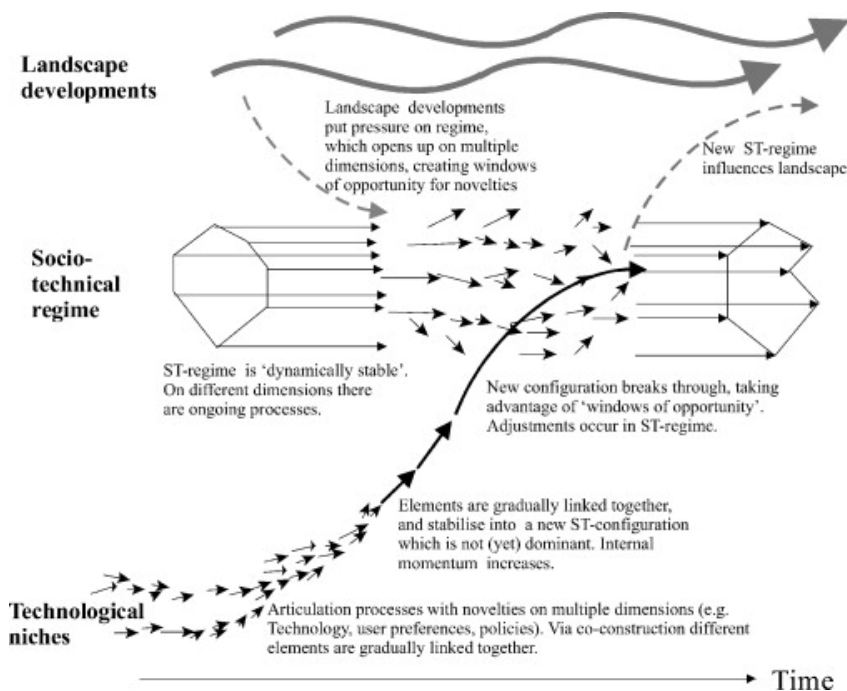 Landscape
developments
Landscape developments
put pressure on regime,
which opens up on multiple
dimensions, creating windows
of opportunity for novelties
New ST-regime
influences landscape
Socio-
technical
regime
ST-regime is ‘dynamically stable’.
On different dimensions there
are ongoing processes.
New configuration breaks through, taking
advantage of ‘windows of opportunity’.
Adjustments occur in ST-regime.
Elements are gradually linked together,
and stabilise into a new ST-configuration
which is not (yet) dominant. Internal
momentum increases.
Technological
niches
Articulation processes with novelties on multiple dimensions (e.g.
Technology, user preferences, policies). Via co-construction different
elements are gradually linked together.
Time